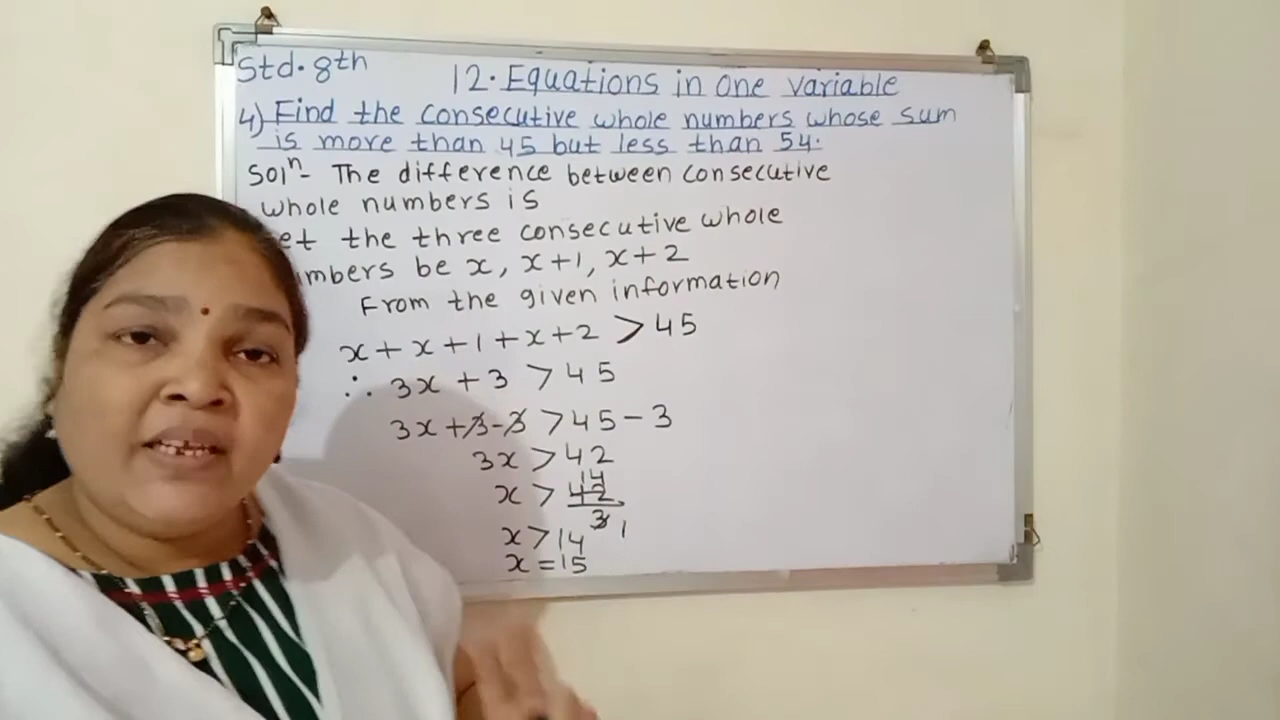 Std. 8th
12. Equations in one variable
4) Find the consecutive whole numbers whose sum
is more than 45 but less than 54.
Solⁿ- The difference between consecutive
whole numbers is
et the three consecutive whole
mbers be x, x+1, x+2
From the given information
x + x + 1 + x + 2 > 45
∴ 3x + 3 > 45
3x + 3 - 3 > 45 - 3
3x > 42
14
x > 42
3 1
x > 14
x = 15